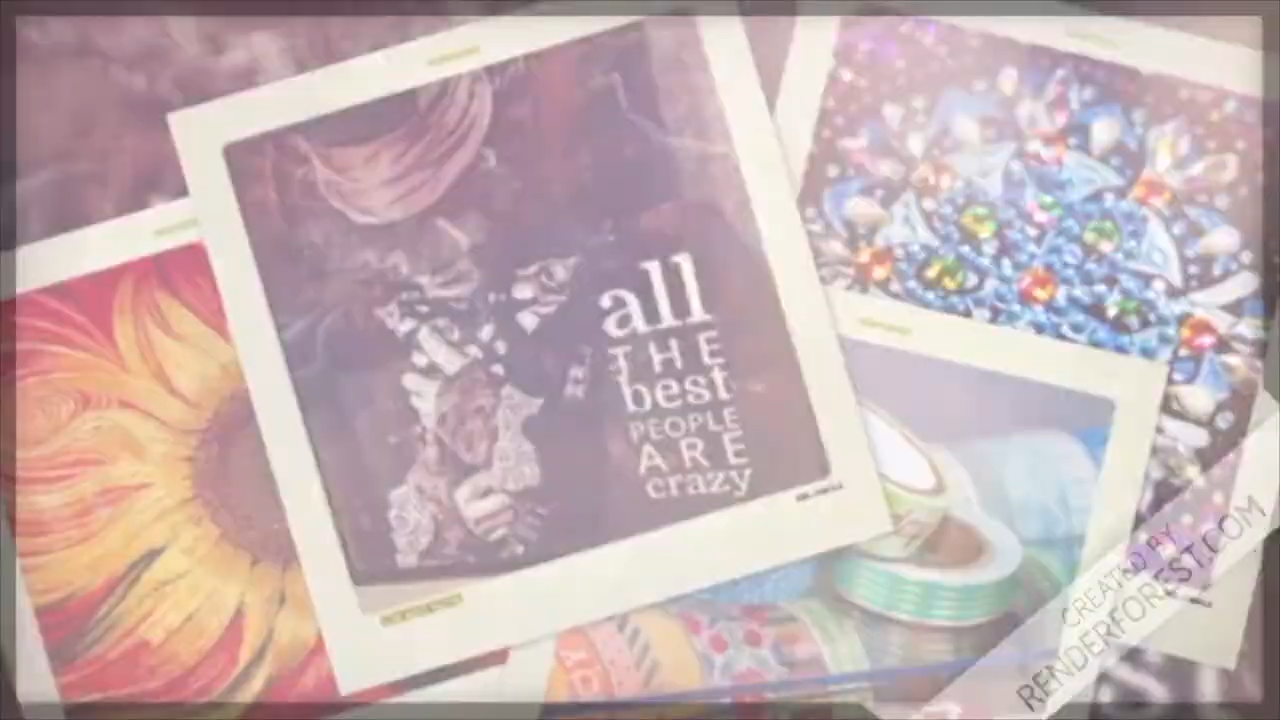 all
THE
best
PEOPLE
ARE
crazy
CREATED BY
RENDERFOREST.COM